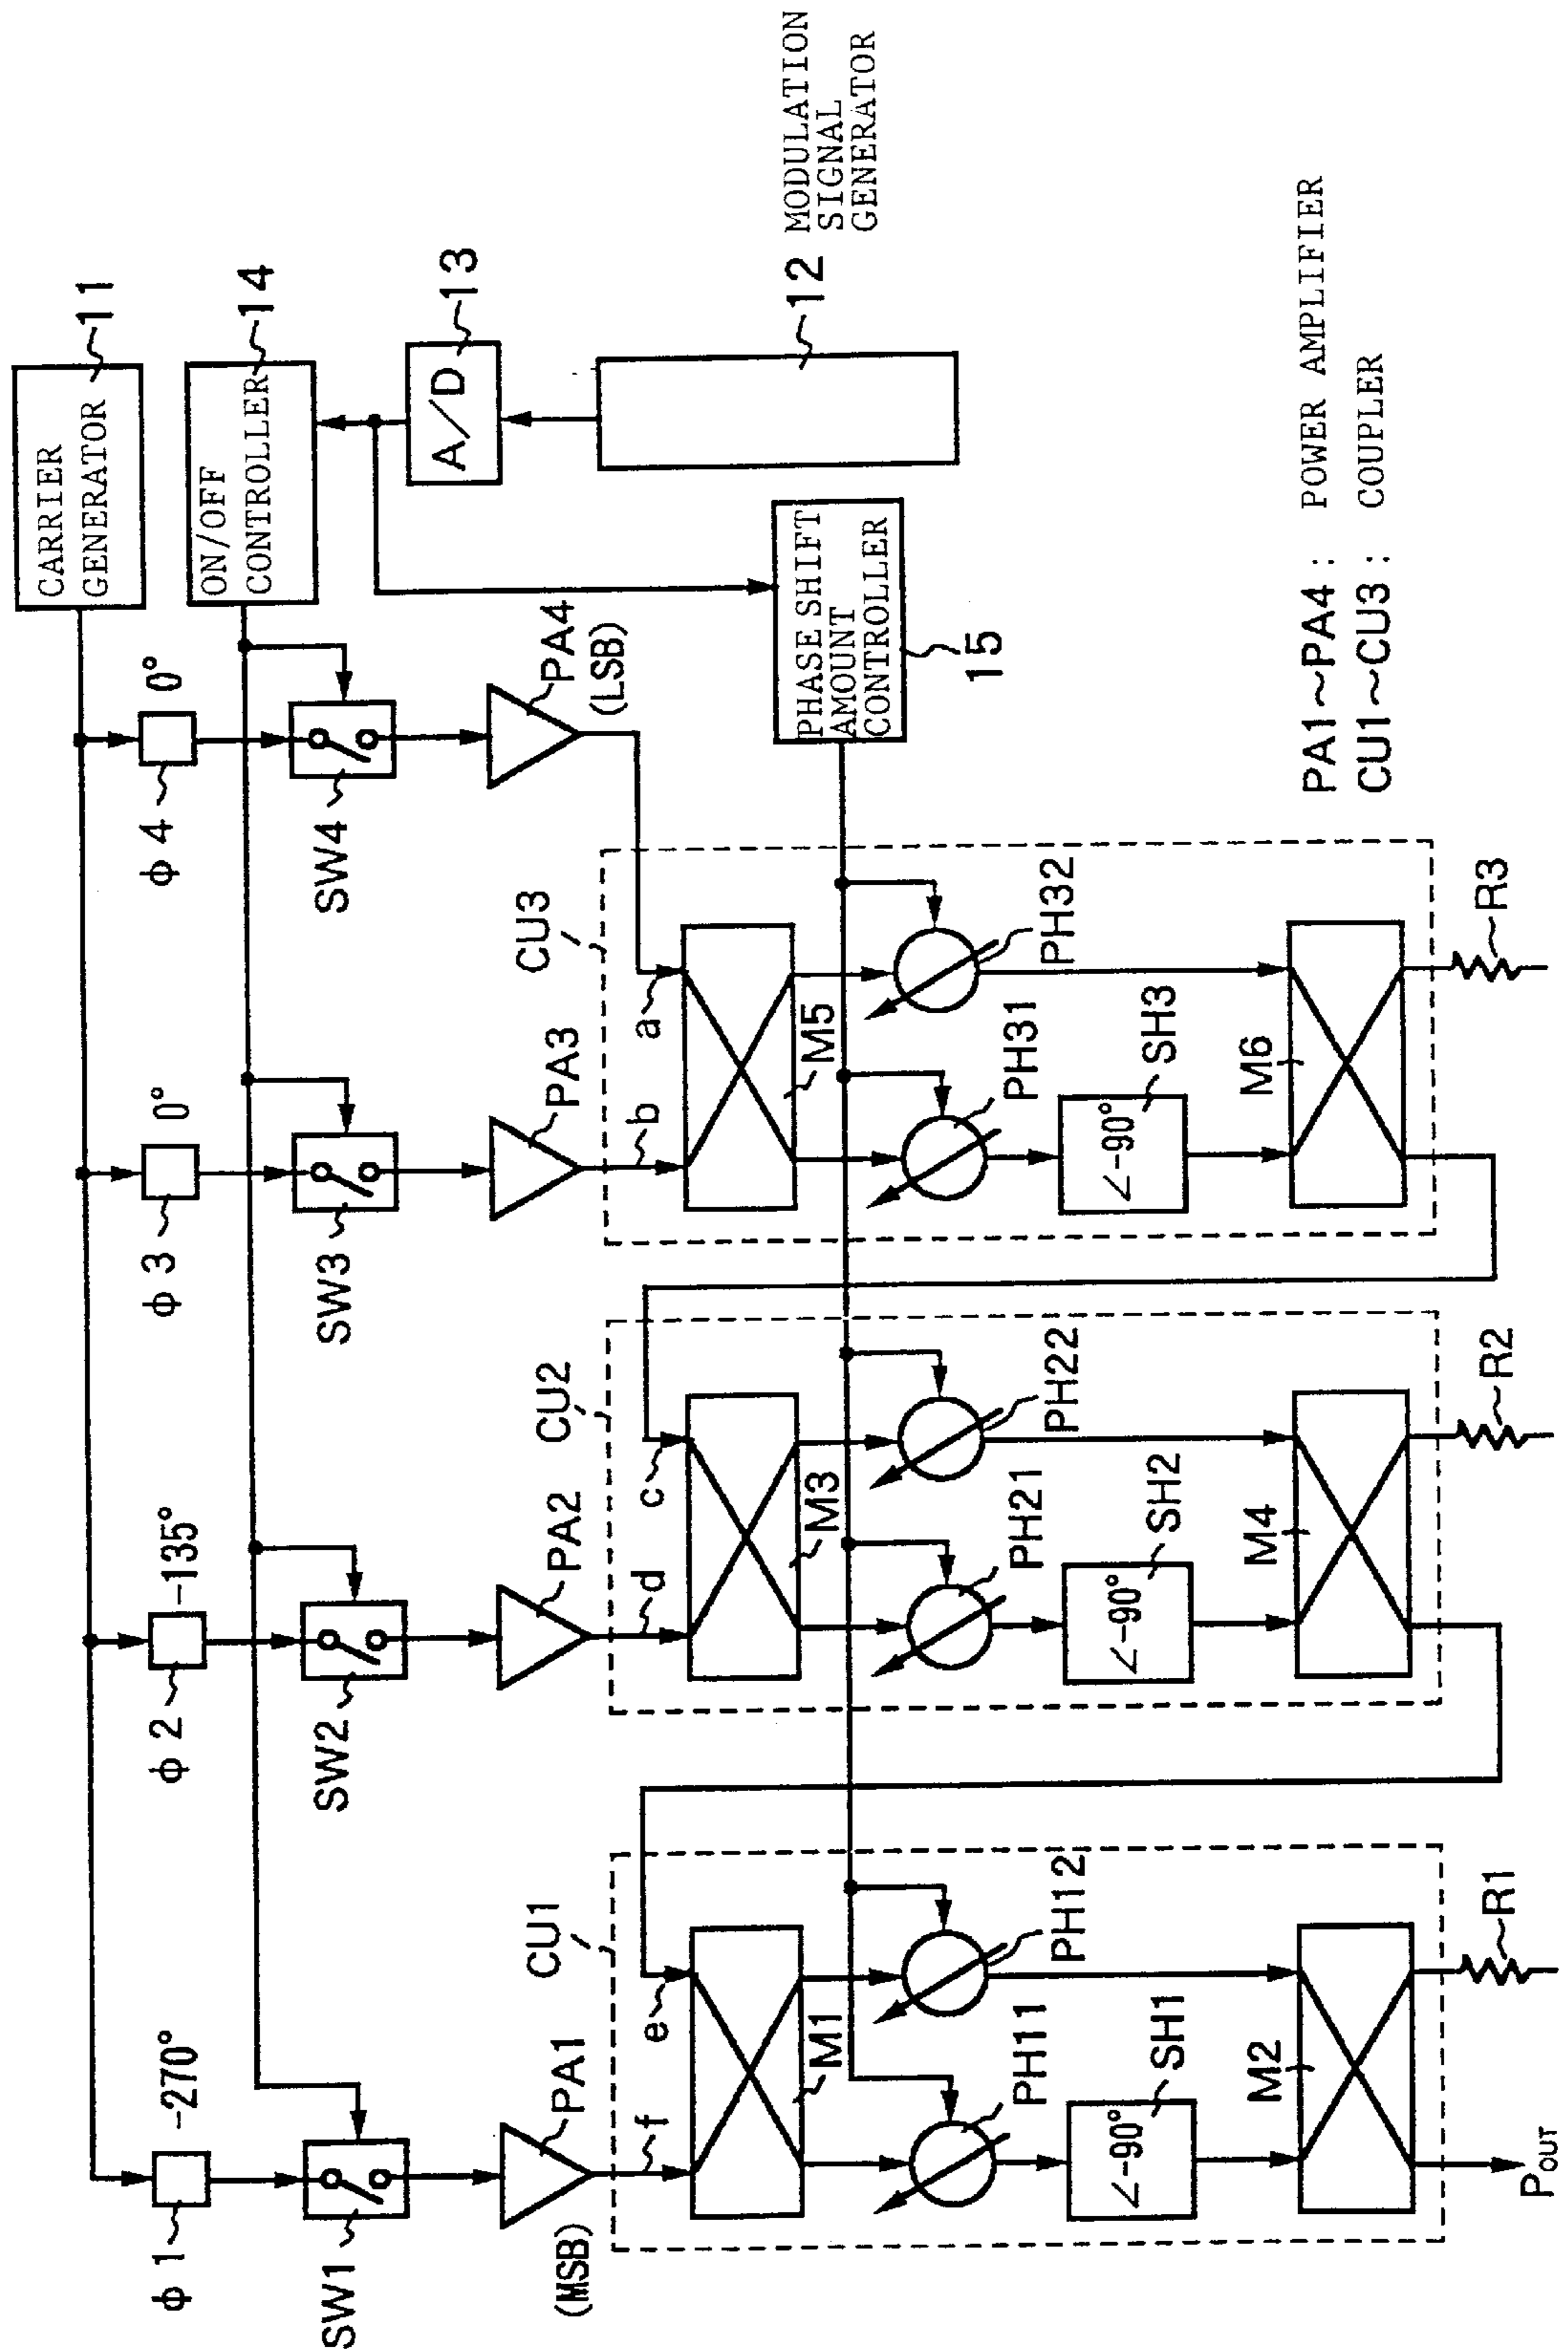 CARRIER
GENERATOR
11
ON/OFF
CONTROLLER
14
A/D
13
12
MODULATION
SIGNAL
GENERATOR
PHASE SHIFT
AMOUNT
CONTROLLER
15
φ1
-270°
φ2
-135°
φ3
0°
φ4
0°
SW1
SW2
SW3
SW4
PA1
(MSB)
PA2
PA3
PA4
(LSB)
f
e
d
c
b
a
CU1
CU2
CU3
M1
M3
M5
PH11
PH12
PH21
PH22
PH31
PH32
∠-90°
SH1
∠-90°
SH2
∠-90°
SH3
M2
M4
M6
R1
R2
R3
POUT
PA1~PA4 : POWER AMPLIFIER
CU1~CU3 : COUPLER